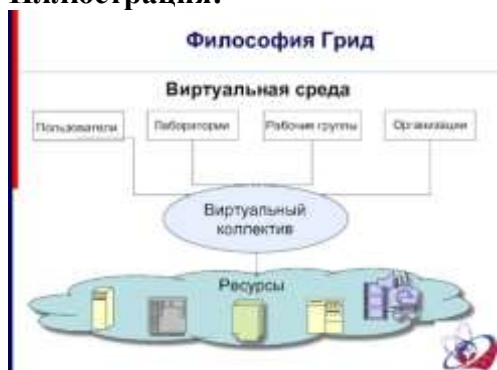 Иллюстрация:
Философия Грид
Виртуальная среда
Пользователи Лаборатории Рабочие группы Организации
Виртуальный
коллектив
Ресурсы